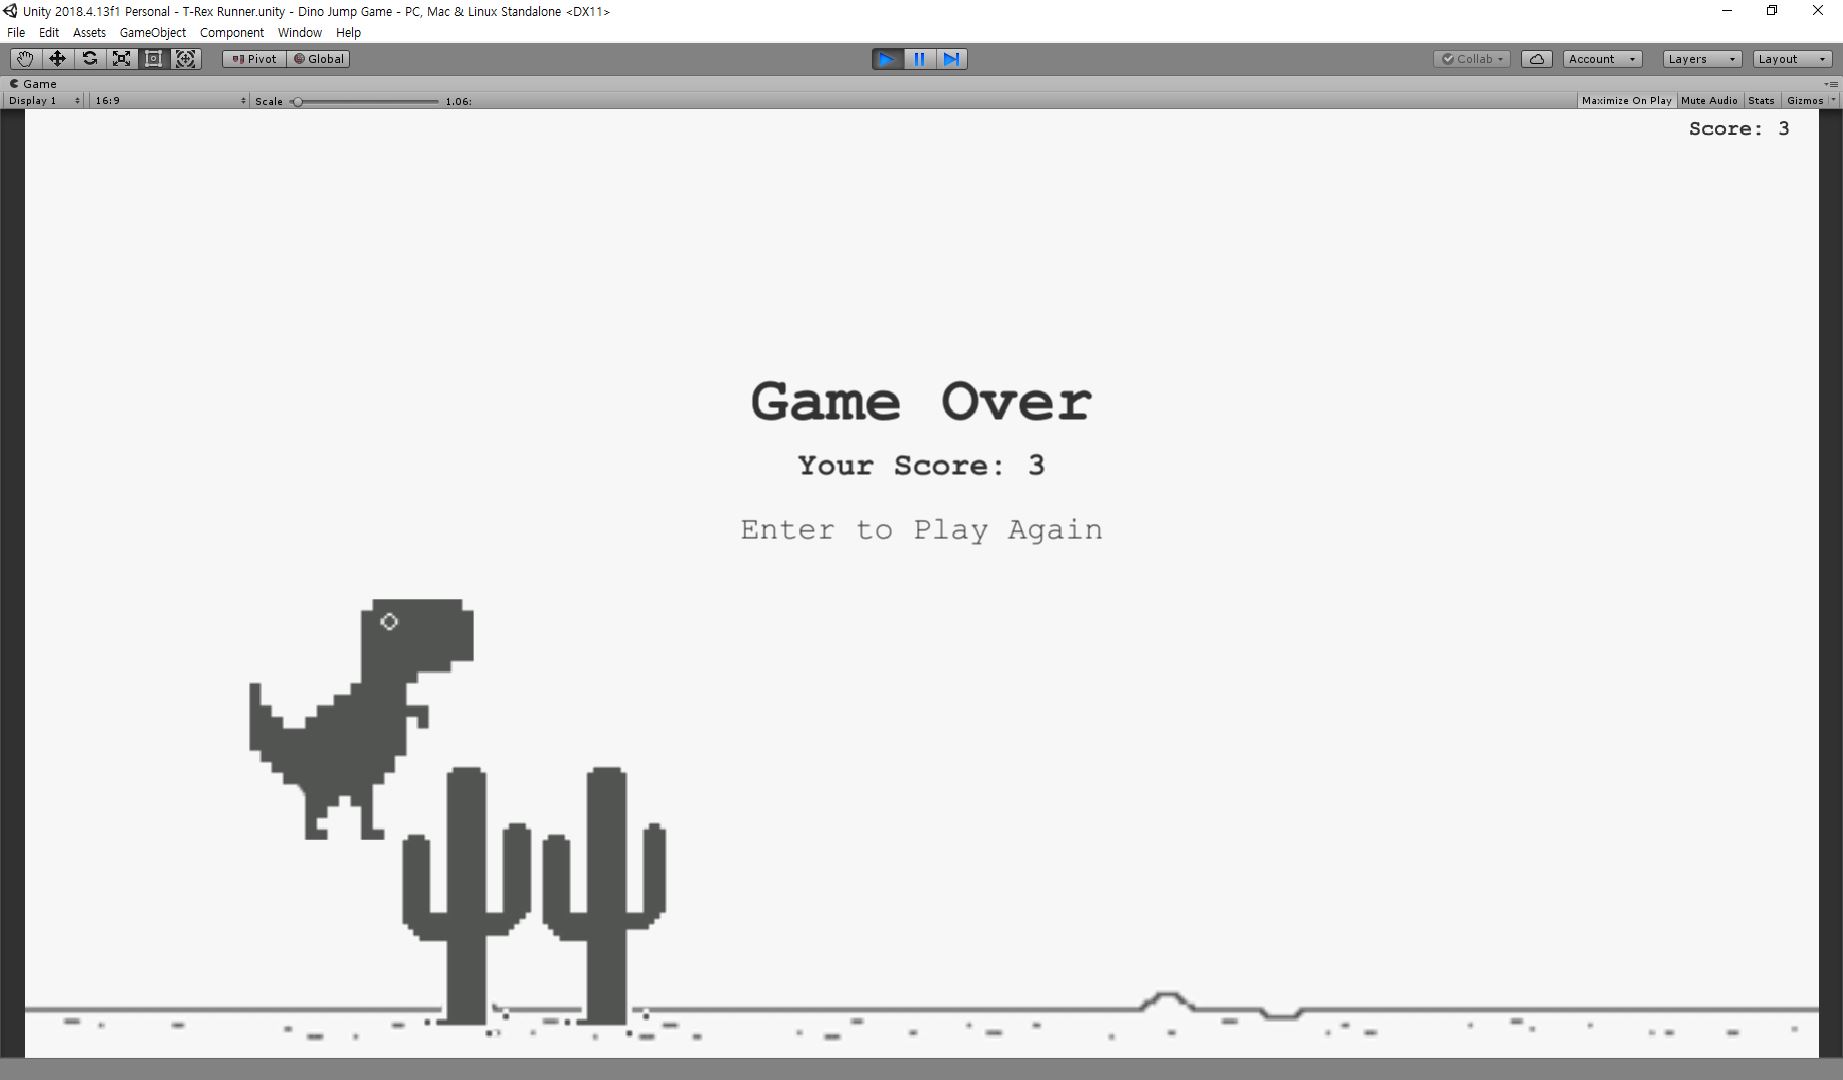 Unity 2018.4.13f1 Personal - T-Rex Runner.unity - Dino Jump Game - PC, Mac & Linux Standalone <DX11>
File Edit Assets GameObject Component Window Help
Pivot Global Collab Account Layers Layout
Game
Display 1 16:9 Scale 1.06: Maximize On Play Mute Audio Stats Gizmos
Score: 3
Game Over
Your Score: 3
Enter to Play Again